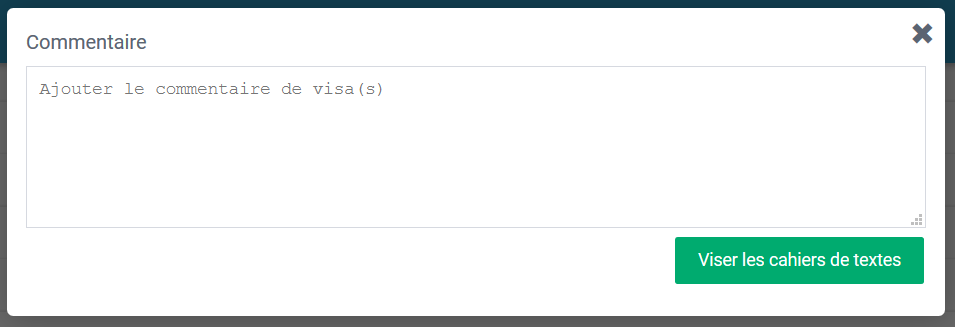 Commentaire
Ajouter le commentaire de visa(s)
Viser les cahiers de textes